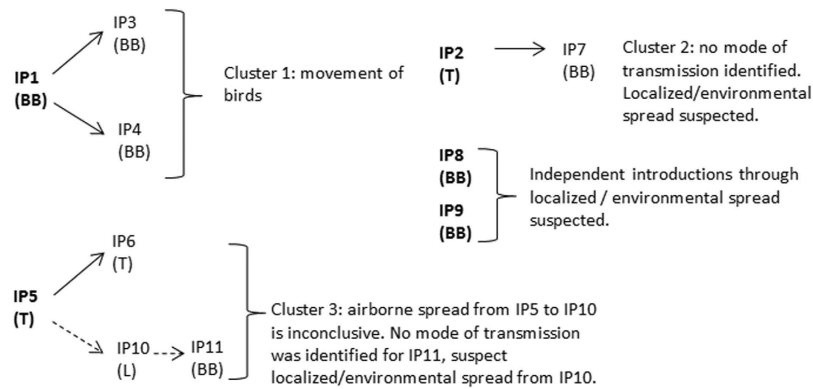 IP3
(BB)
IP1
(BB)
IP4
(BB)
Cluster 1: movement of
birds
IP2
(T)
IP7
(BB)
Cluster 2: no mode of
transmission identified.
Localized/environmental
spread suspected.
IP8
(BB)
IP9
(BB)
Independent introductions through
localized / environmental spread
suspected.
IP6
(T)
IP5
(T)
IP10
(L)
IP11
(BB)
Cluster 3: airborne spread from IP5 to IP10
is inconclusive. No mode of transmission
was identified for IP11, suspect
localized/environmental spread from IP10.